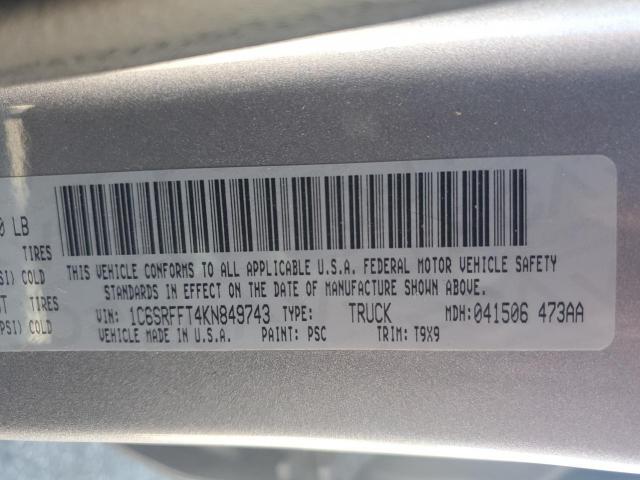 0 LB
TIRES
SI) COLD
TIRES
PSI) COLD
THIS VEHICLE CONFORMS TO ALL APPLICABLE U.S.A. FEDERAL MOTOR VEHICLE SAFETY
STANDARDS IN EFFECT ON THE DATE OF MANUFACTURE SHOWN ABOVE.
VIN: 1C6SRFFT4KN849743 TYPE: TRUCK MDH: 041506 473AA
VEHICLE MADE IN U.S.A. PAINT: PSC TRIM: T9X9